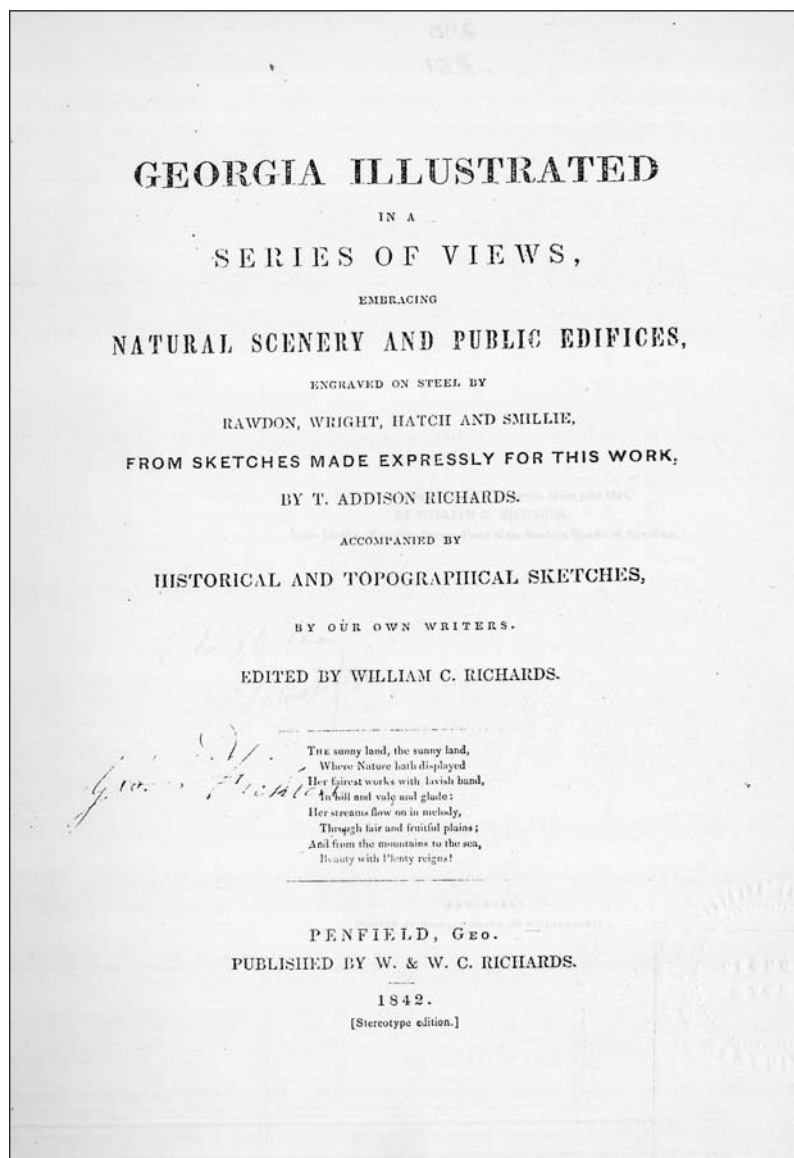 GEORGIA ILLUSTRATED
IN A
SERIES OF VIEWS,
EMBRACING
NATURAL SCENERY AND PUBLIC EDIFICES,
ENGRAVED ON STEEL BY
RAWDON, WRIGHT, HATCH AND SMILLIE,
FROM SKETCHES MADE EXPRESSLY FOR THIS WORK,
BY T. ADDISON RICHARDS.
ACCOMPANIED BY
HISTORICAL AND TOPOGRAPHICAL SKETCHES,
BY OUR OWN WRITERS.
EDITED BY WILLIAM C. RICHARDS.
THE sunny land, the sunny land,
Where Nature hath displayed
Her fairest works with lavish hand,
In hill and vale and glade:
Her streams flow on in melody,
Through fair and fruitful plains;
And from the mountains to the sea,
Beauty with Plenty reigns!
PENFIELD, GEO.
PUBLISHED BY W. & W. C. RICHARDS.
1842.
[Stereotype edition.]